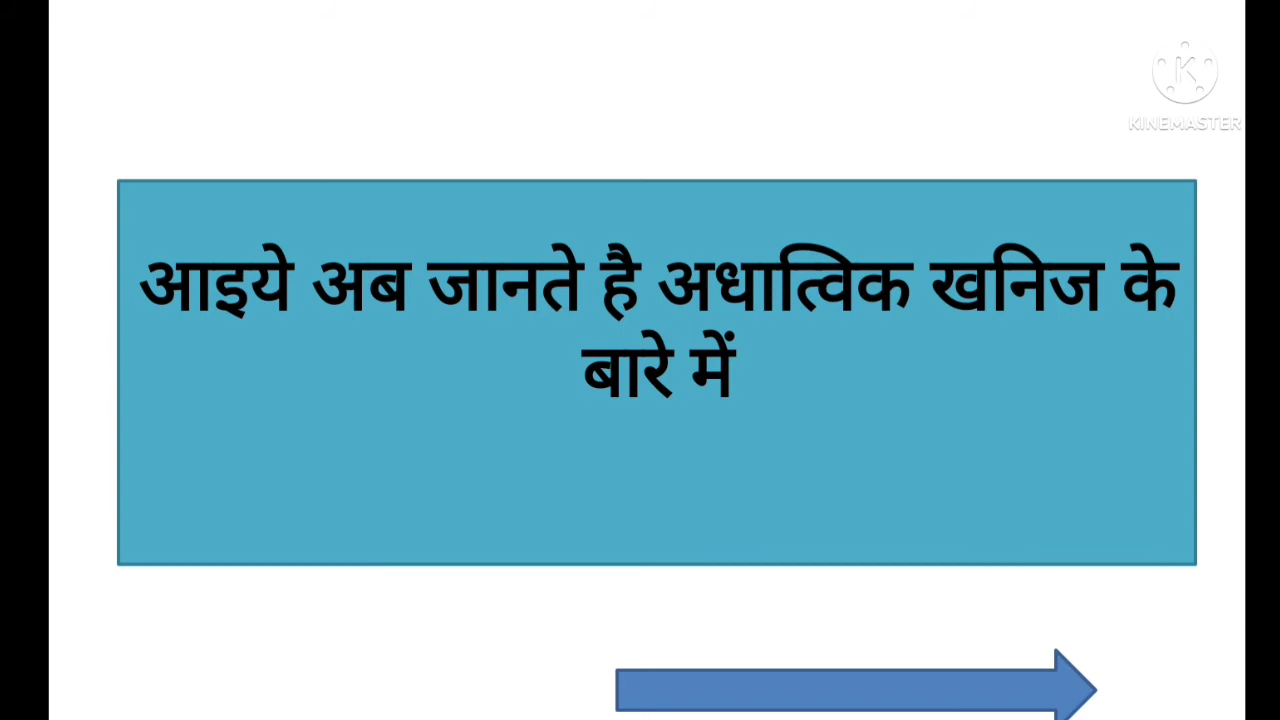 KINEMASTER
आइये अब जानते है अधात्विक खनिज के
बारे में